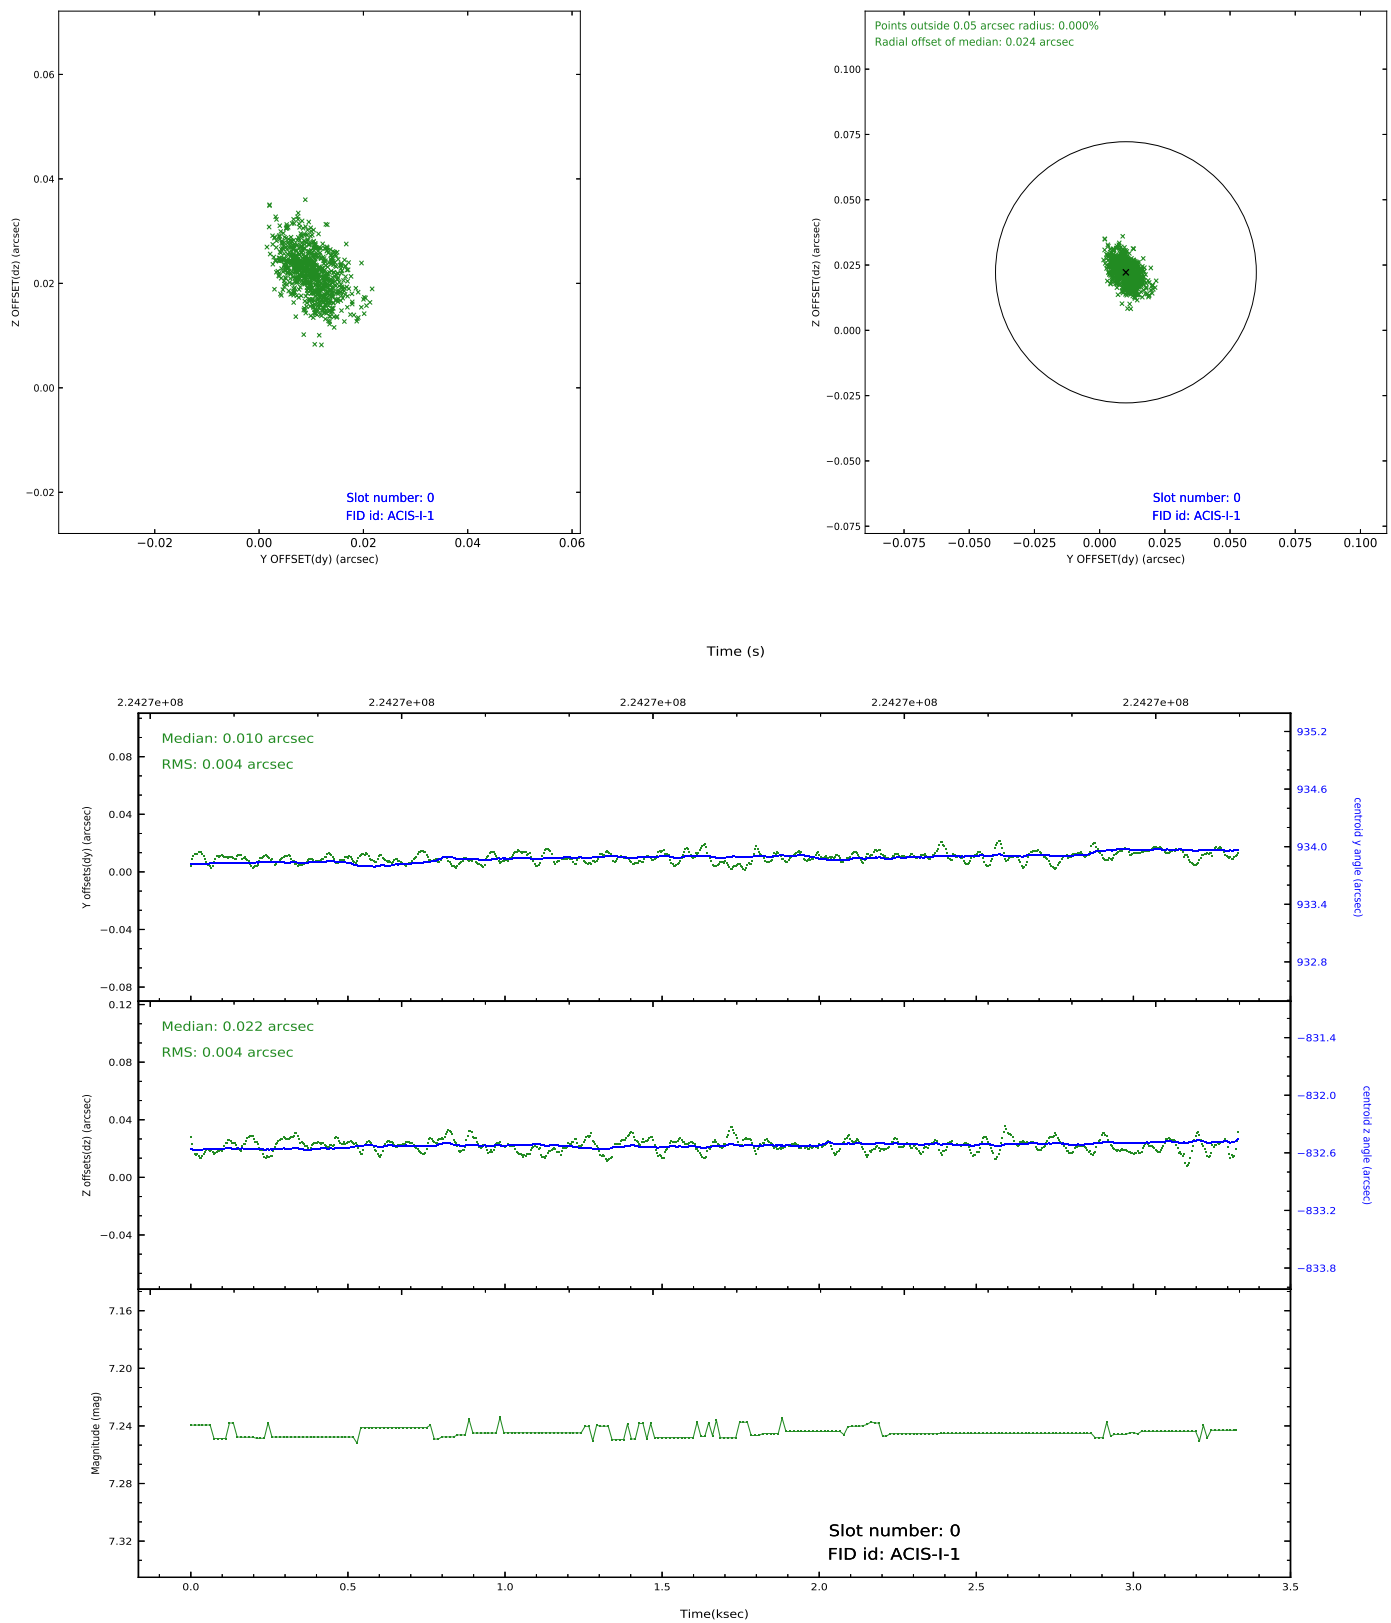 0.06
0.04
0.02
0.00
−0.02
Z OFFSET(dz) (arcsec)
Slot number: 0
FID id: ACIS-I-1
−0.02 0.00 0.02 0.04 0.06
Y OFFSET(dy) (arcsec)
Points outside 0.05 arcsec radius: 0.000%
Radial offset of median: 0.024 arcsec
0.100
0.075
0.050
0.025
0.000
−0.025
−0.050
−0.075
Z OFFSET(dz) (arcsec)
Slot number: 0
FID id: ACIS-I-1
−0.075 −0.050 −0.025 0.000 0.025 0.050 0.075 0.100
Y OFFSET(dy) (arcsec)
Time (s)
2.2427e+08 2.2427e+08 2.2427e+08 2.2427e+08 2.2427e+08
Median: 0.010 arcsec
RMS: 0.004 arcsec
0.08
0.04
0.00
−0.04
−0.08
Y offsets(dy) (arcsec)
935.2
934.6
934.0
933.4
932.8
centroid y angle (arcsec)
Median: 0.022 arcsec
RMS: 0.004 arcsec
0.12
0.08
0.04
0.00
−0.04
Z offsets(dz) (arcsec)
−831.4
−832.0
−832.6
−833.2
−833.8
centroid z angle (arcsec)
7.16
7.20
7.24
7.28
7.32
Magnitude (mag)
Slot number: 0
FID id: ACIS-I-1
0.0 0.5 1.0 1.5 2.0 2.5 3.0 3.5
Time(ksec)